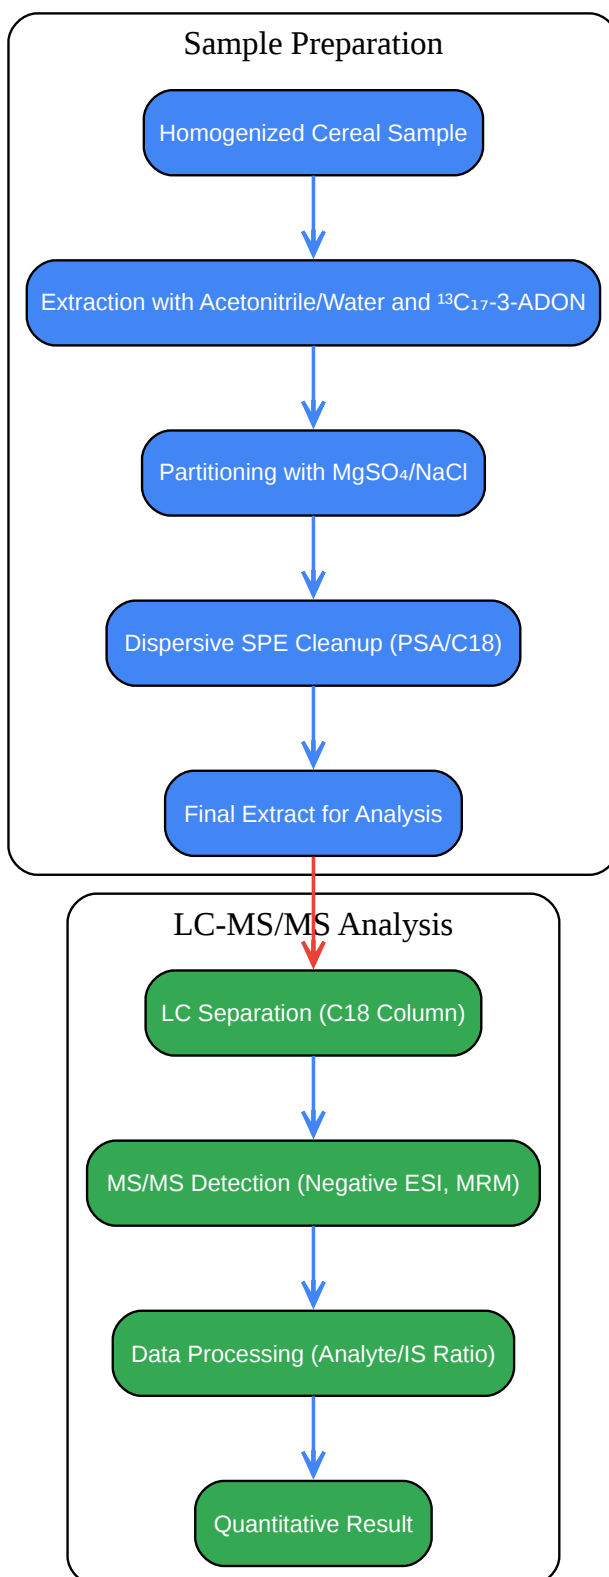 Sample Preparation
Homogenized Cereal Sample
Extraction with Acetonitrile/Water and ¹³C₁₇-3-ADON
Partitioning with MgSO₄/NaCl
Dispersive SPE Cleanup (PSA/C18)
Final Extract for Analysis
LC-MS/MS Analysis
LC Separation (C18 Column)
MS/MS Detection (Negative ESI, MRM)
Data Processing (Analyte/IS Ratio)
Quantitative Result